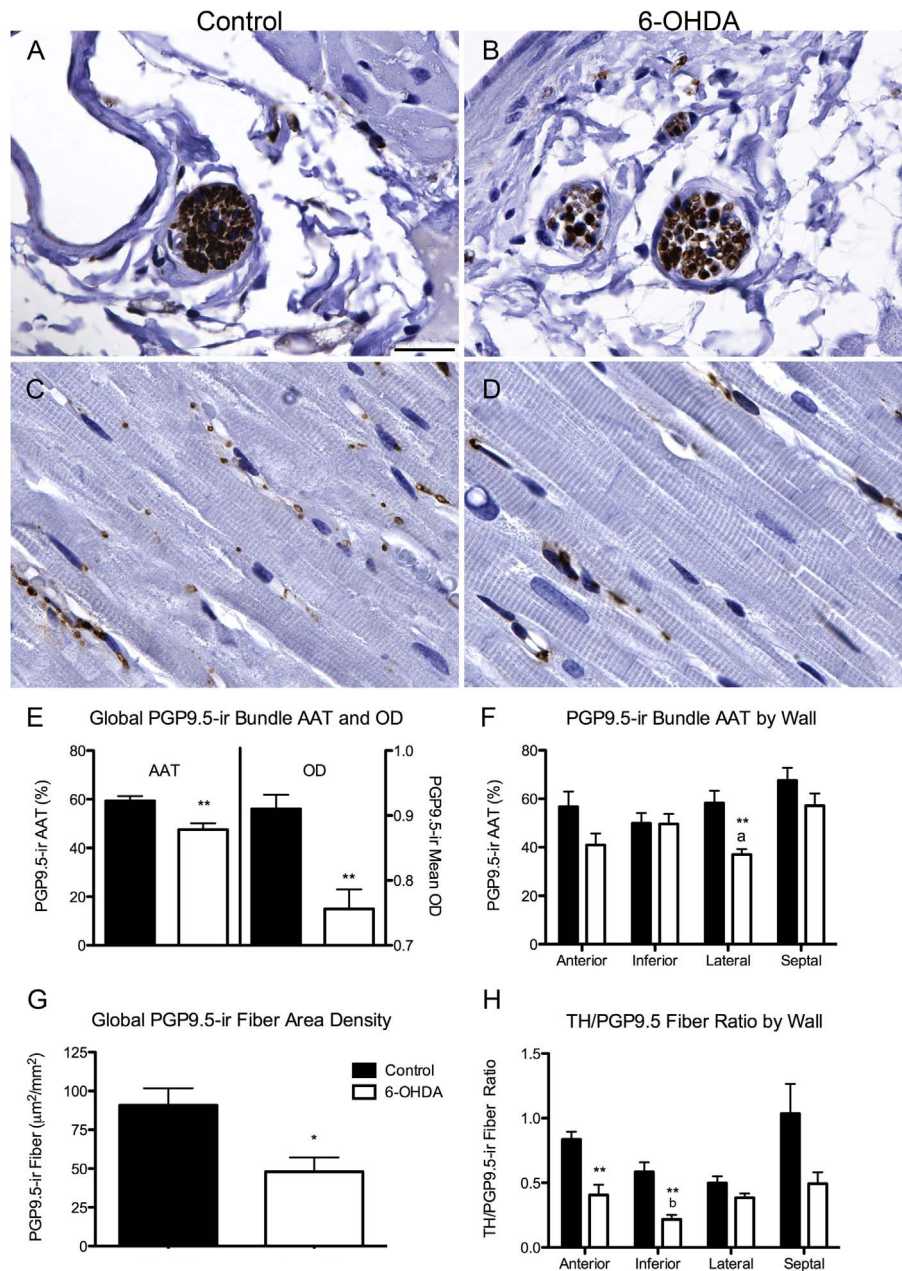 Control
6-OHDA
A
B
C
D
E
Global PGP9.5-ir Bundle AAT and OD
AAT
OD
PGP9.5-ir AAT (%)
80
60
40
20
0
**
**
1.0
0.9
0.8
0.7
PGP9.5-ir Mean OD
F
PGP9.5-ir Bundle AAT by Wall
PGP9.5-ir AAT (%)
80
60
40
20
0
**
a
Anterior
Inferior
Lateral
Septal
G
Global PGP9.5-ir Fiber Area Density
PGP9.5-ir Fiber (μm²/mm²)
125
100
75
50
25
0
*
Control
6-OHDA
H
TH/PGP9.5 Fiber Ratio by Wall
TH/PGP9.5-ir Fiber Ratio
1.5
1.0
0.5
0.0
**
**
b
Anterior
Inferior
Lateral
Septal